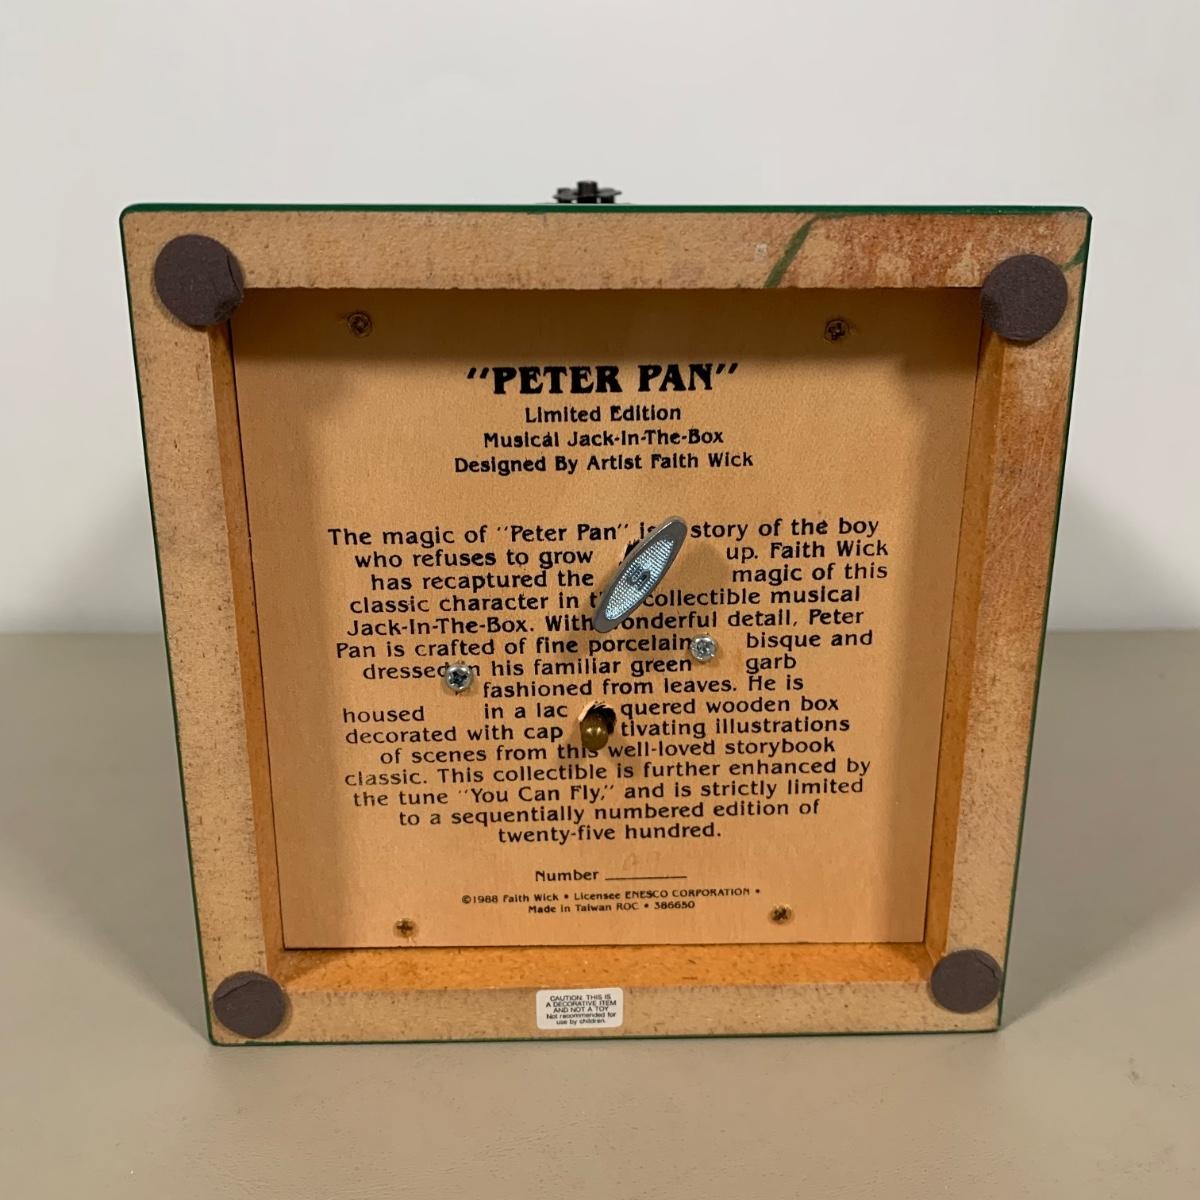 "PETER PAN"
Limited Edition
Musical Jack-In-The-Box
Designed By Artist Faith Wick
The magic of "Peter Pan" is story of the boy
who refuses to grow up. Faith Wick
has recaptured the magic of this
classic character in collectible musical
Jack-In-The-Box. With wonderful detail, Peter
Pan is crafted of fine porcelain bisque and
dressed in his familiar green garb
fashioned from leaves. He is
housed in a lac quered wooden box
decorated with cap tivating illustrations
of scenes from this well-loved storybook
classic. This collectible is further enhanced by
the tune "You Can Fly," and is strictly limited
to a sequentially numbered edition of
twenty-five hundred.
Number
©1988 Faith Wick • Licensee ENESCO CORPORATION •
Made in Taiwan ROC • 386650
CAUTION: THIS IS
A DECORATIVE ITEM
AND NOT A TOY
Not recommended for
use by children.